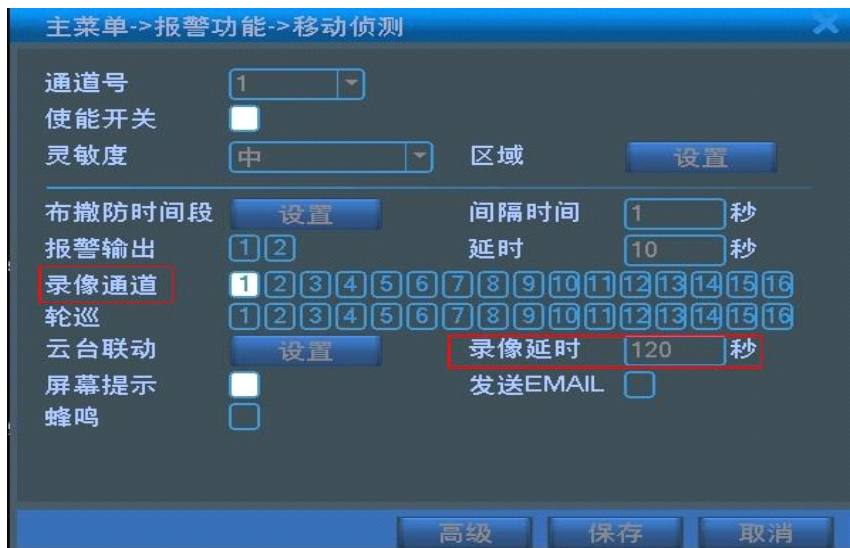 主菜单->报警功能->移动侦测
通道号 1
使能开关
灵敏度 中 区域 设置
布撤防时间段 设置 间隔时间 1 秒
报警输出 1 2 延时 10 秒
录像通道 1 2 3 4 5 6 7 8 9 10 11 12 13 14 15 16
轮巡 1 2 3 4 5 6 7 8 9 10 11 12 13 14 15 16
云台联动 设置 录像延时 120 秒
屏幕提示 发送EMAIL
蜂鸣
高级 保存 取消